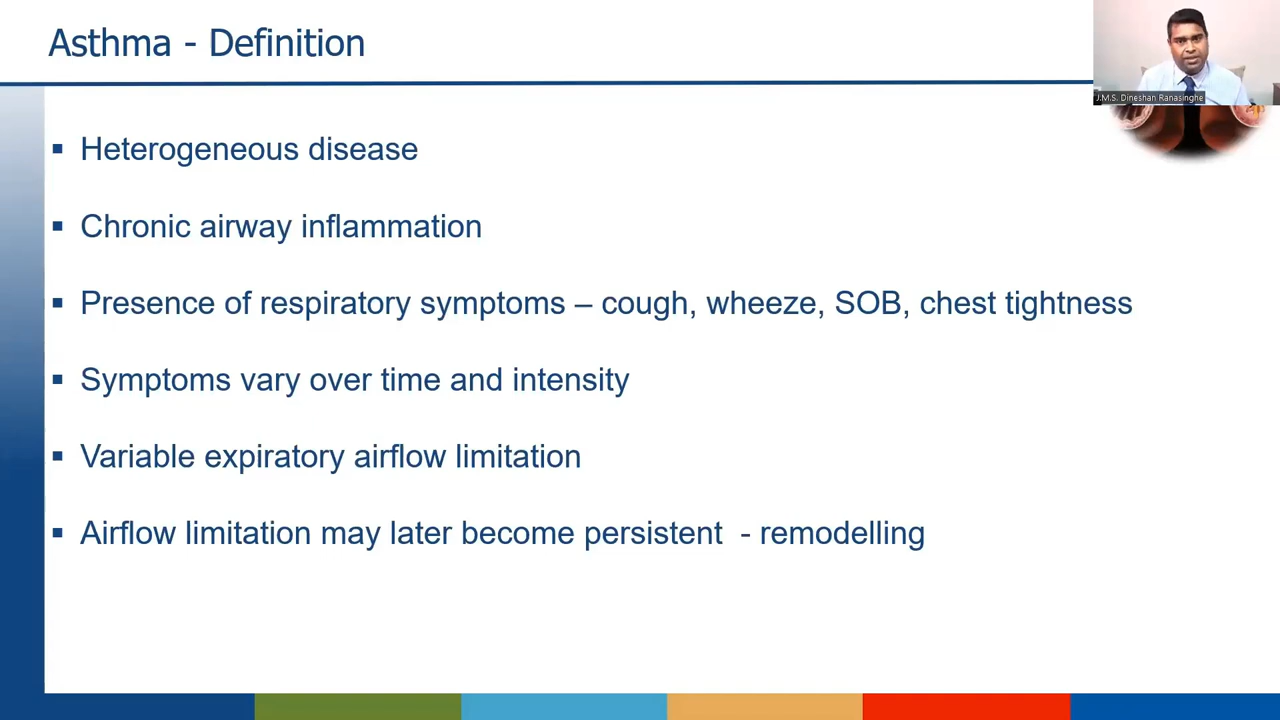 Asthma - Definition
J.M.S. Dineshan Ranasinghe
▪ Heterogeneous disease
▪ Chronic airway inflammation
▪ Presence of respiratory symptoms – cough, wheeze, SOB, chest tightness
▪ Symptoms vary over time and intensity
▪ Variable expiratory airflow limitation
▪ Airflow limitation may later become persistent - remodelling